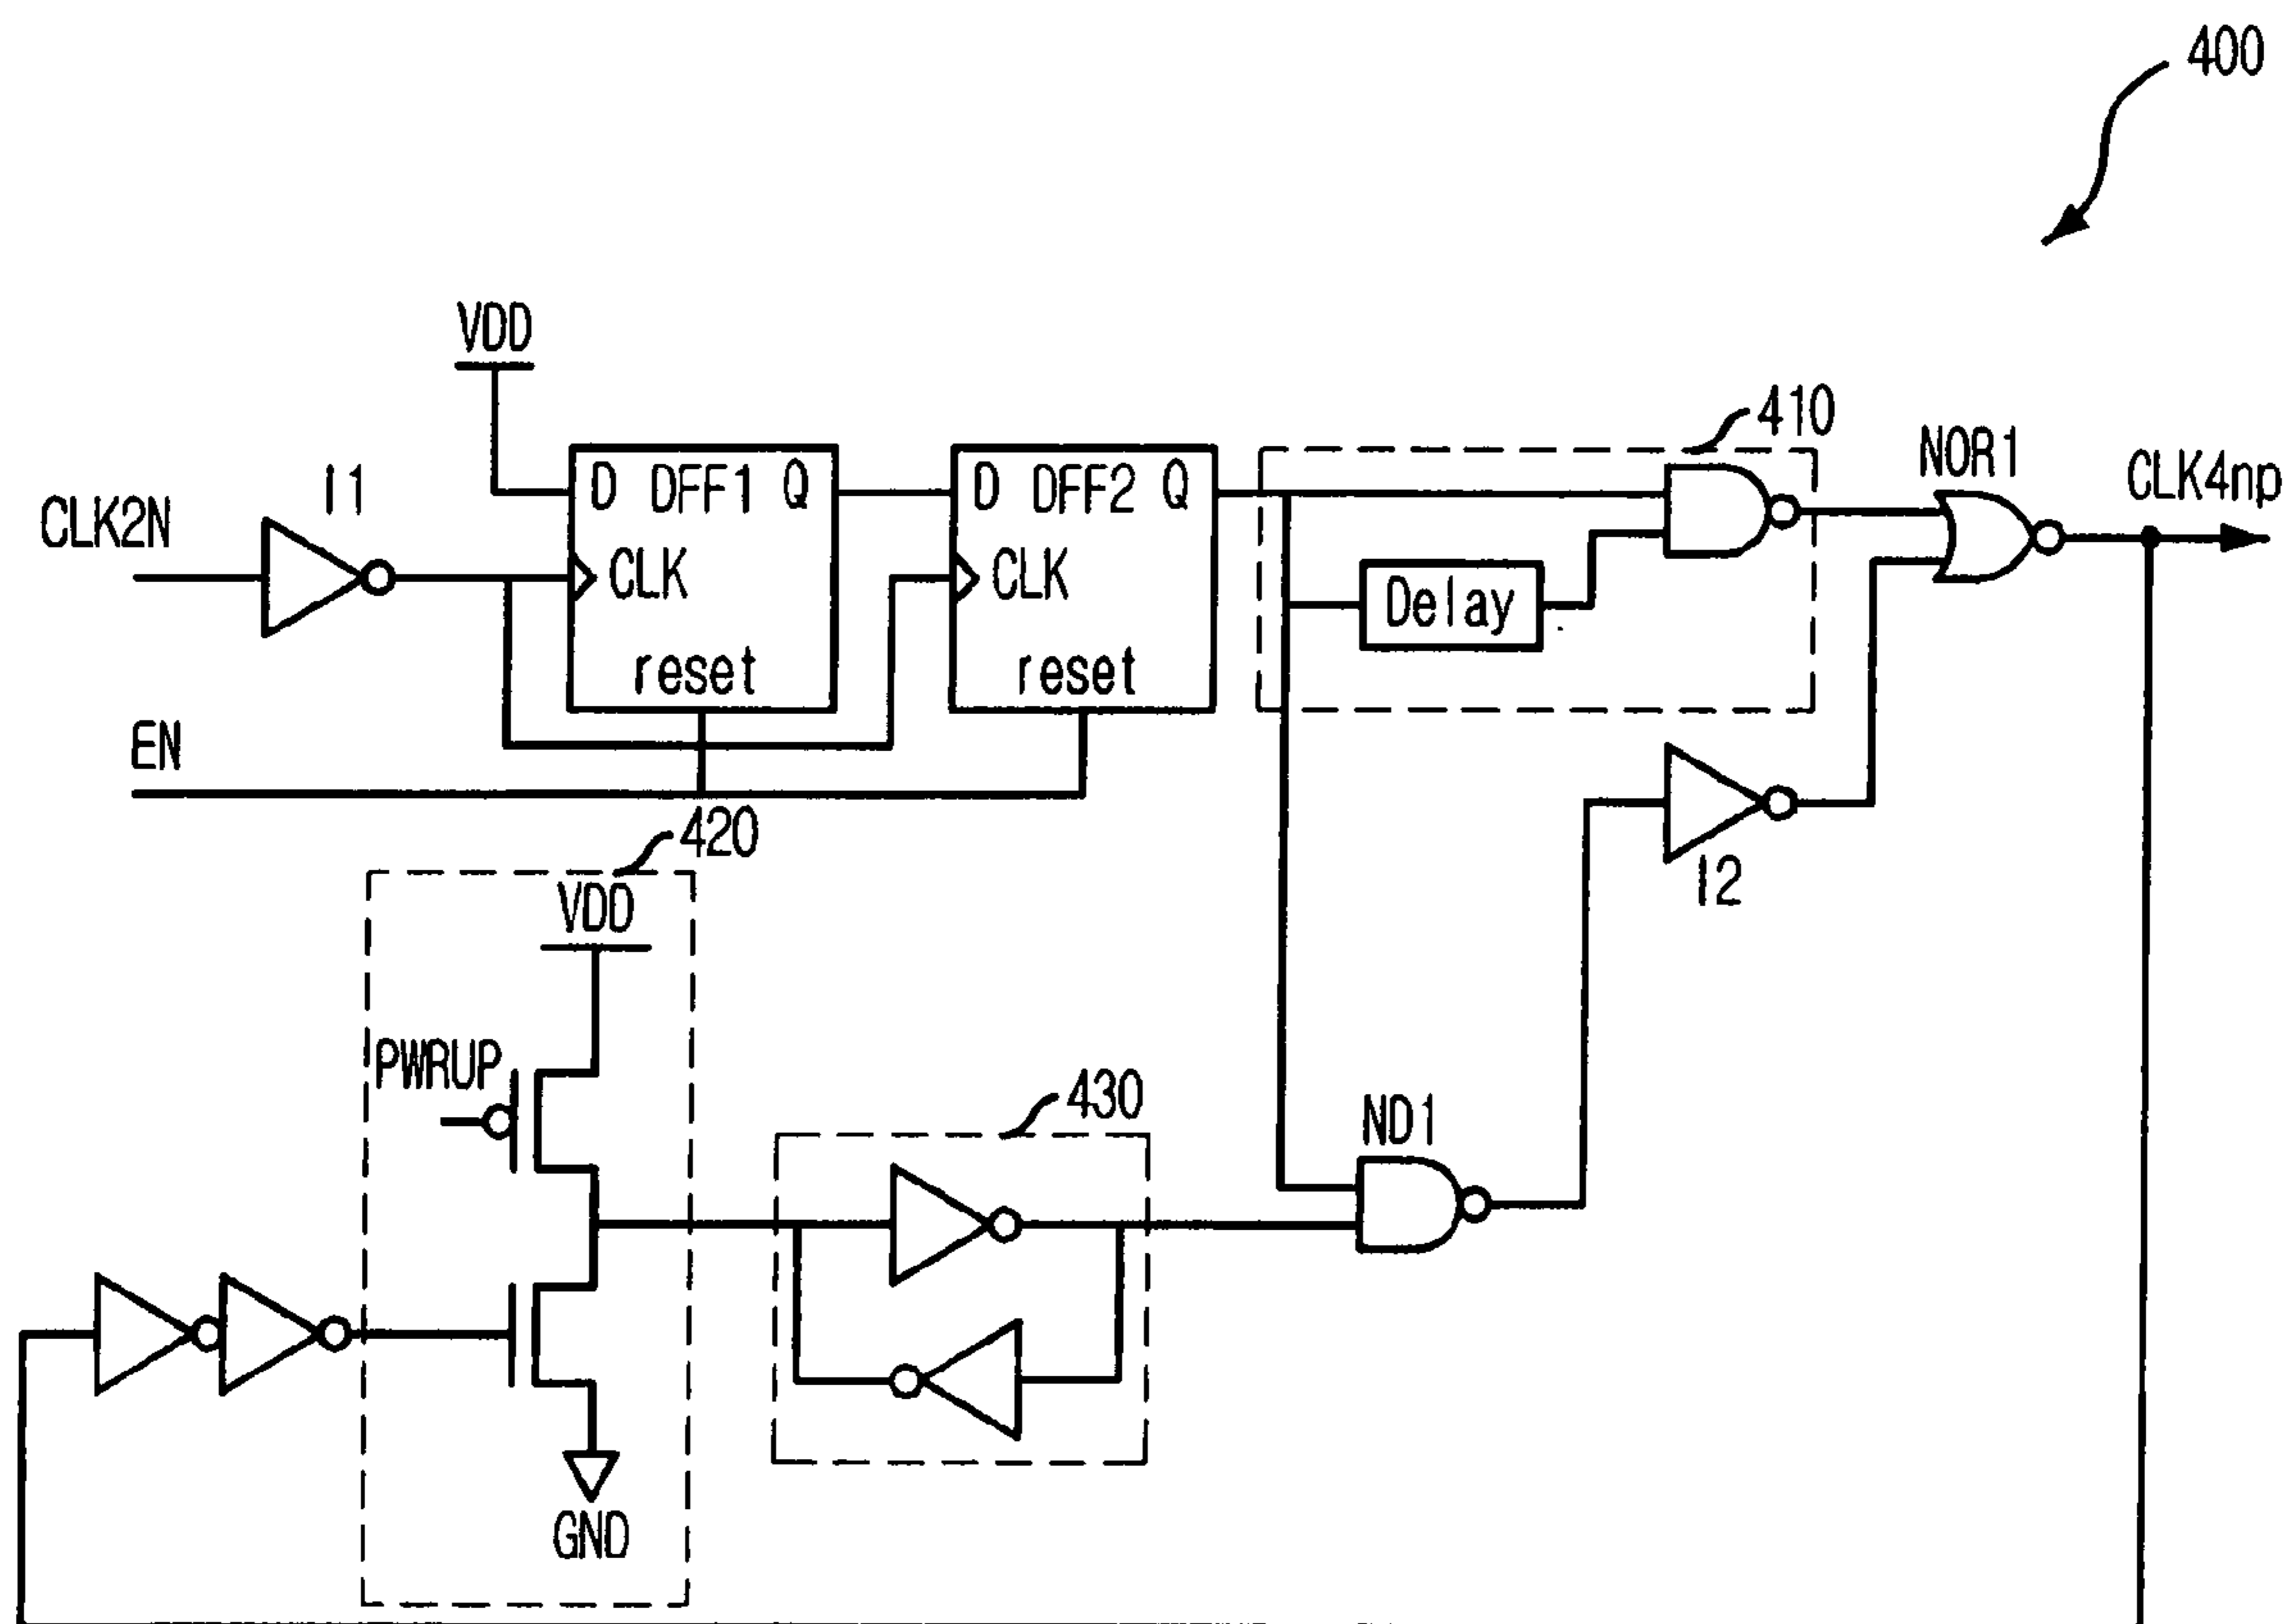 400
VDD
410
NOR1
CLK4np
I1
CLK2N
D DFF1 Q
CLK
reset
D DFF2 Q
CLK
reset
Delay
EN
420
VDD
I2
PWRUP
430
ND1
GND